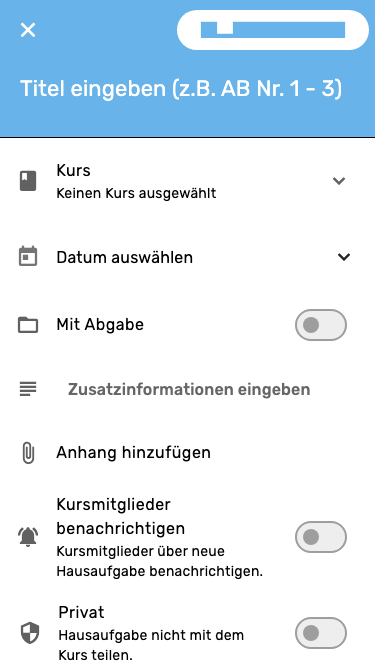 Titel eingeben (z.B. AB Nr. 1 - 3)
Kurs
Keinen Kurs ausgewählt
Datum auswählen
Mit Abgabe
Zusatzinformationen eingeben
Anhang hinzufügen
Kursmitglieder
benachrichtigen
Kursmitglieder über neue
Hausaufgabe benachrichtigen.
Privat
Hausaufgabe nicht mit dem
Kurs teilen.